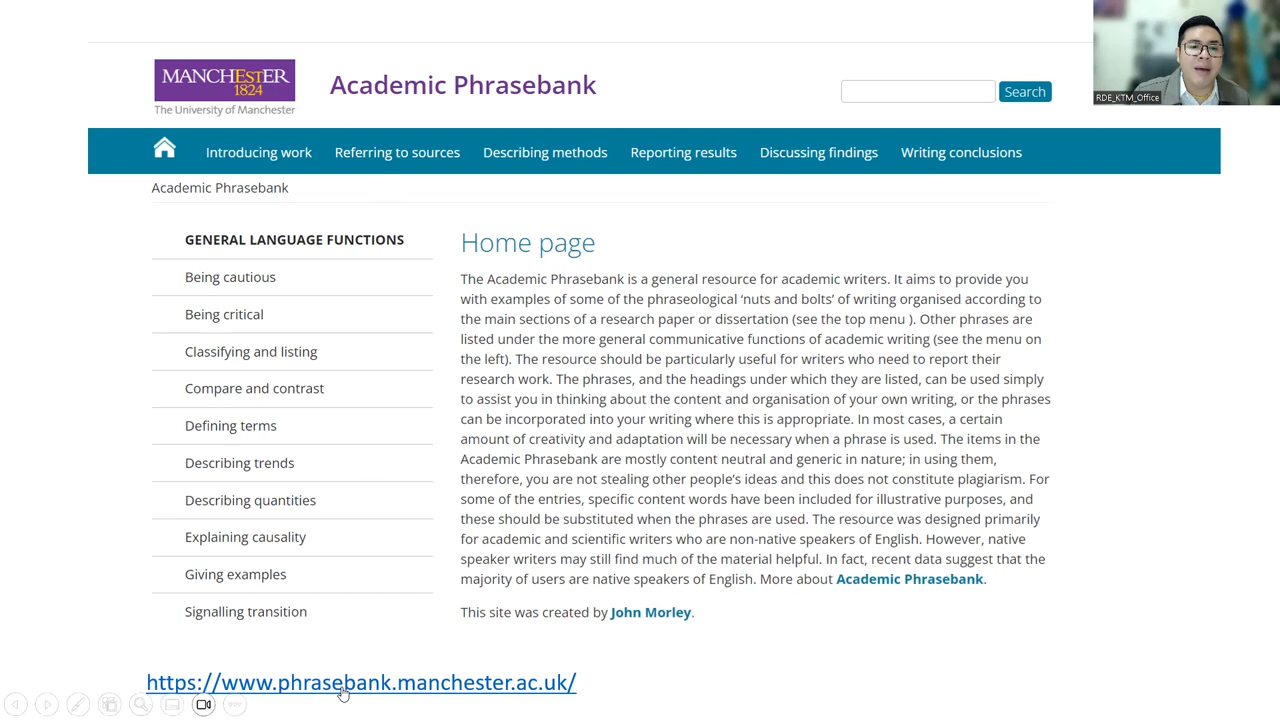 MANCHESTER
1824
The University of Manchester
Academic Phrasebank
Search
RDE_KTM_Office
Introducing work Referring to sources Describing methods Reporting results Discussing findings Writing conclusions
Academic Phrasebank
GENERAL LANGUAGE FUNCTIONS
Being cautious
Being critical
Classifying and listing
Compare and contrast
Defining terms
Describing trends
Describing quantities
Explaining causality
Giving examples
Signalling transition
Home page
The Academic Phrasebank is a general resource for academic writers. It aims to provide you
with examples of some of the phraseological ‘nuts and bolts’ of writing organised according to
the main sections of a research paper or dissertation (see the top menu ). Other phrases are
listed under the more general communicative functions of academic writing (see the menu on
the left). The resource should be particularly useful for writers who need to report their
research work. The phrases, and the headings under which they are listed, can be used simply
to assist you in thinking about the content and organisation of your own writing, or the phrases
can be incorporated into your writing where this is appropriate. In most cases, a certain
amount of creativity and adaptation will be necessary when a phrase is used. The items in the
Academic Phrasebank are mostly content neutral and generic in nature; in using them,
therefore, you are not stealing other people’s ideas and this does not constitute plagiarism. For
some of the entries, specific content words have been included for illustrative purposes, and
these should be substituted when the phrases are used. The resource was designed primarily
for academic and scientific writers who are non-native speakers of English. However, native
speaker writers may still find much of the material helpful. In fact, recent data suggest that the
majority of users are native speakers of English. More about Academic Phrasebank.
This site was created by John Morley.
https://www.phrasebank.manchester.ac.uk/